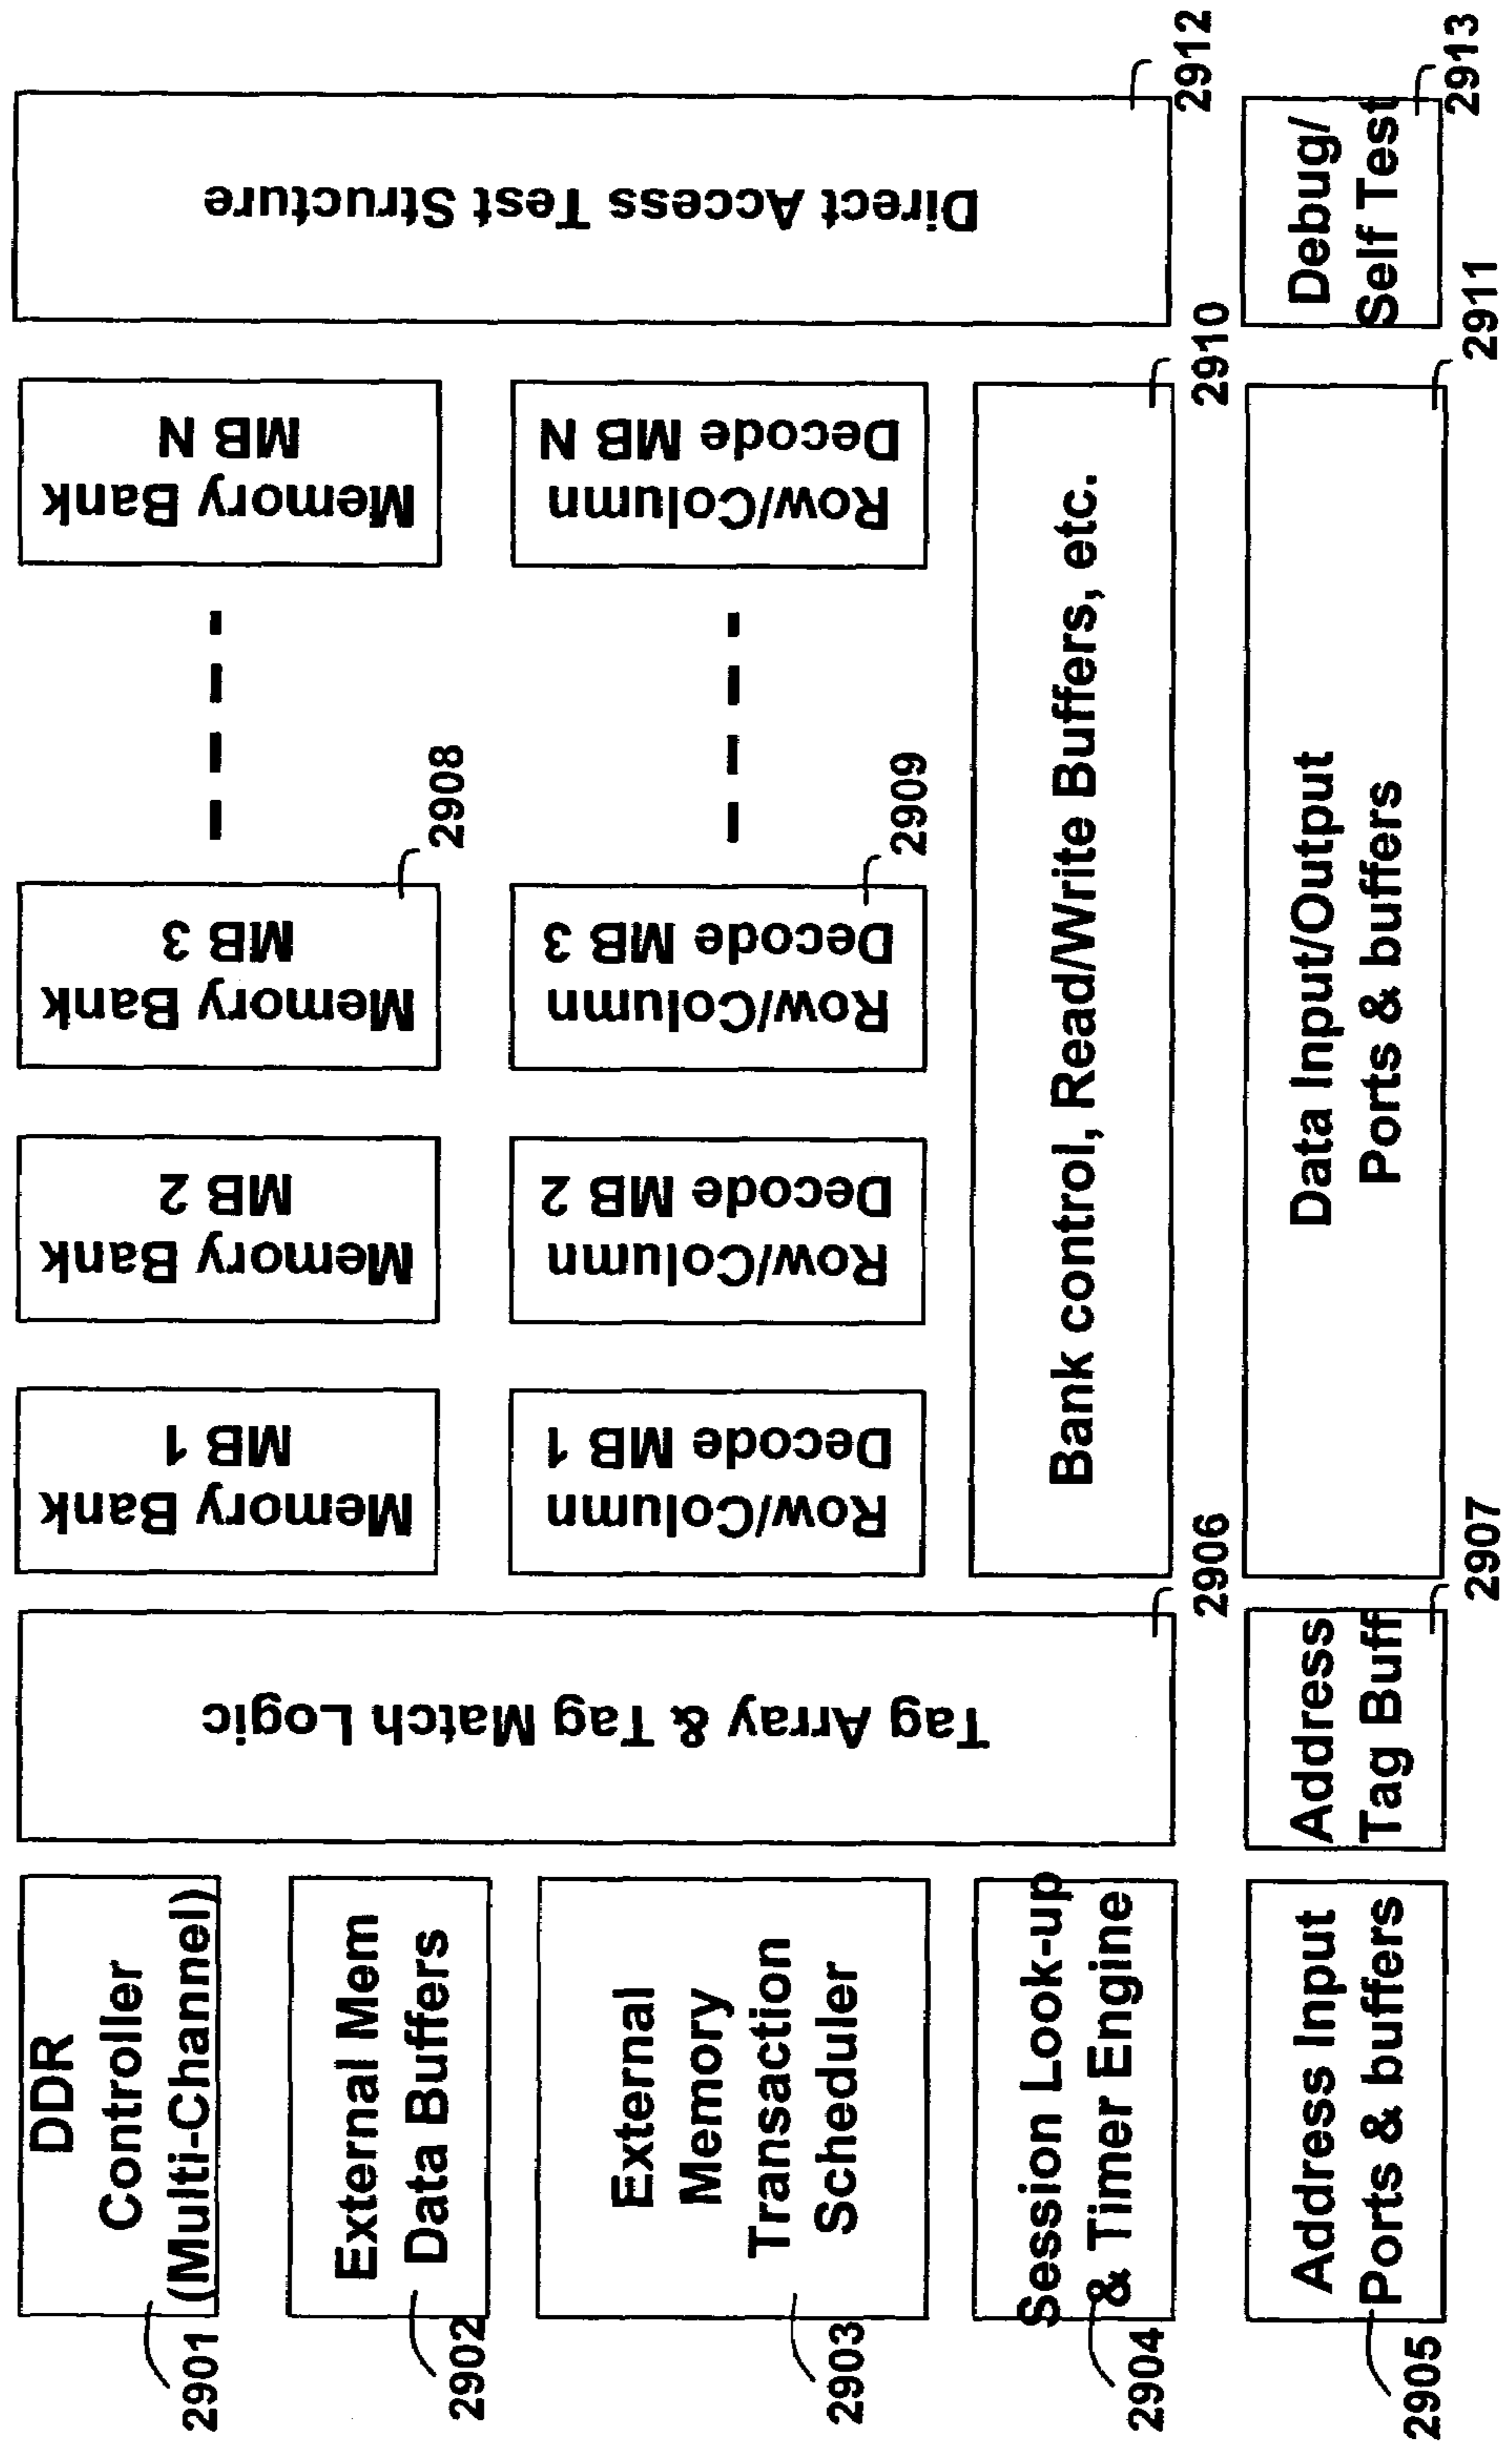 DDR
Controller
(Multi-Channel)
2901
External Mem
Data Buffers
2902
External
Memory
Transaction
Scheduler
2903
Session Look-up
& Timer Engine
2904
Address Input
Ports & buffers
2905
Tag Array & Tag Match Logic
2906
Address
Tag Buff
2907
Memory Bank
MB 1
Memory Bank
MB 2
Memory Bank
MB 3
2908
Memory Bank
MB N
Row/Column
Decode MB 1
Row/Column
Decode MB 2
Row/Column
Decode MB 3
2909
Row/Column
Decode MB N
Bank control, Read/Write Buffers, etc.
2910
Data Input/Output
Ports & buffers
2911
Direct Access Test Structure
2912
Debug/
Self Test
2913